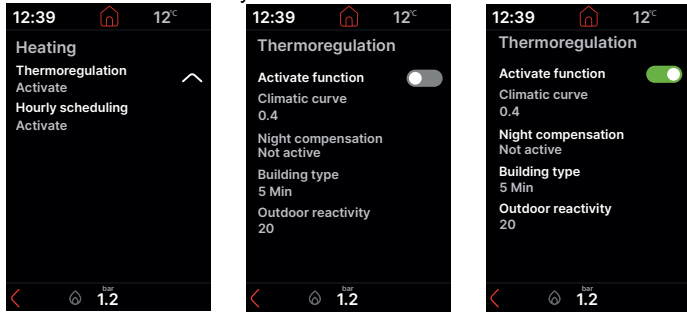 12:39 12°C
Heating
Thermoregulation
Activate
Hourly scheduling
Activate
bar
1.2
12:39 12°C
Thermoregulation
Activate function
Climatic curve
0.4
Night compensation
Not active
Building type
5 Min
Outdoor reactivity
20
bar
1.2
12:39 12°C
Thermoregulation
Activate function
Climatic curve
0.4
Night compensation
Not active
Building type
5 Min
Outdoor reactivity
20
bar
1.2